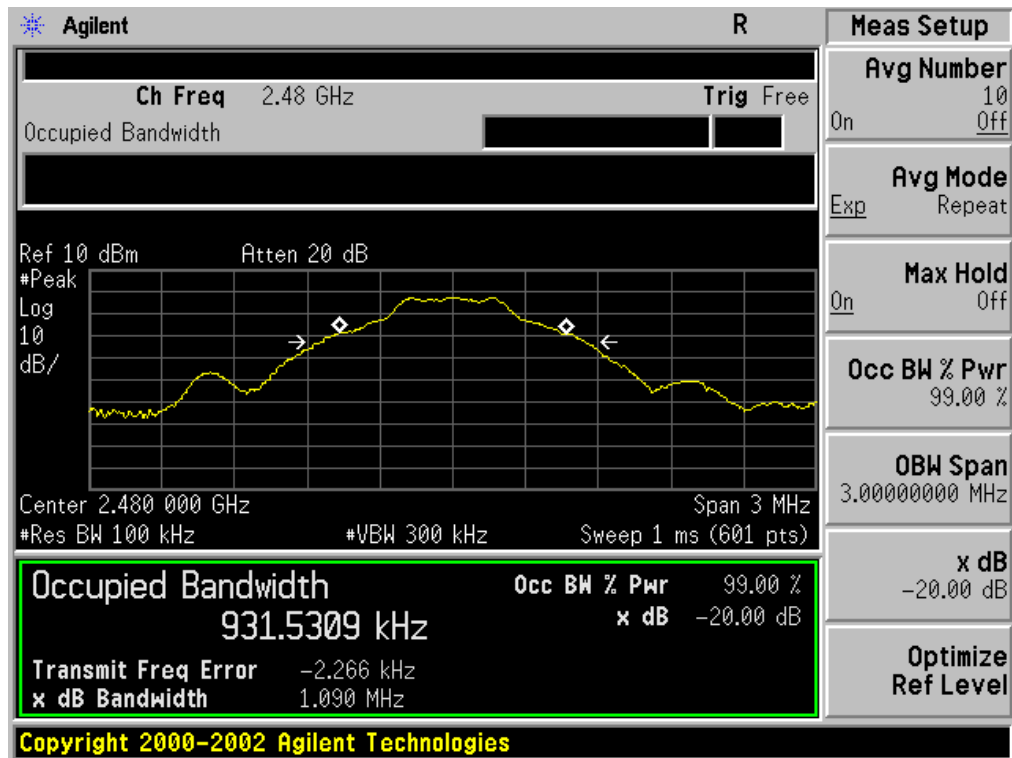 Agilent R Meas Setup
Ch Freq 2.48 GHz Trig Free
Occupied Bandwidth
Ref 10 dBm Atten 20 dB
#Peak
Log
10
dB/
Center 2.480 000 GHz Span 3 MHz
#Res BW 100 kHz #VBW 300 kHz Sweep 1 ms (601 pts)
Occupied Bandwidth Occ BW % Pwr 99.00 %
931.5309 kHz x dB -20.00 dB
Transmit Freq Error -2.266 kHz
x dB Bandwidth 1.090 MHz
Copyright 2000-2002 Agilent Technologies
Avg Number
10
On Off
Avg Mode
Exp Repeat
Max Hold
On Off
Occ BW % Pwr
99.00 %
OBW Span
3.00000000 MHz
x dB
-20.00 dB
Optimize
Ref Level